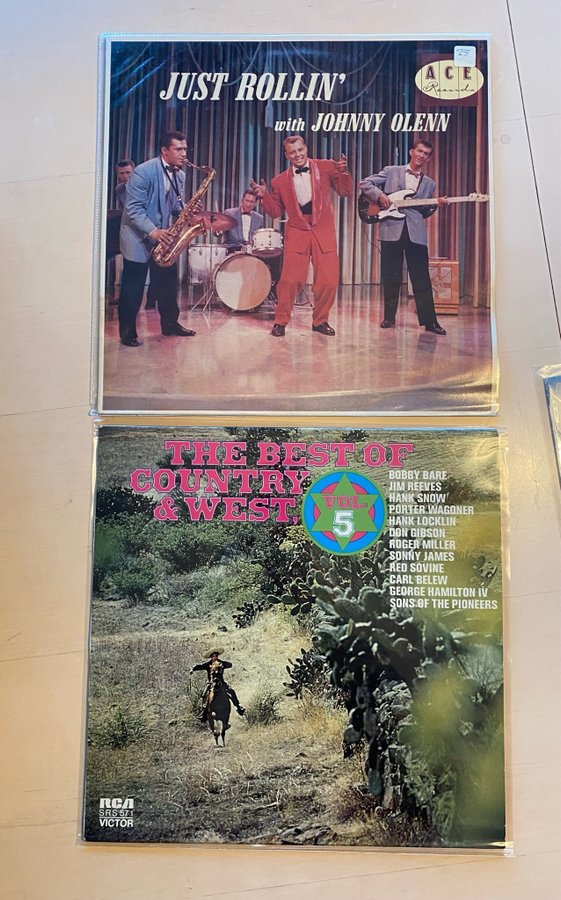 25
ACE
Records
JUST ROLLIN'
with JOHNNY OLENN
THE BEST OF
COUNTRY
& WEST.
VOL.
5
BOBBY BARE
JIM REEVES
HANK SNOW
PORTER WAGONER
HANK LOCKLIN
DON GIBSON
ROGER MILLER
SONNY JAMES
RED SOVINE
CARL BELEW
GEORGE HAMILTON IV
SONS OF THE PIONEERS
RCA
SRS 571
VICTOR